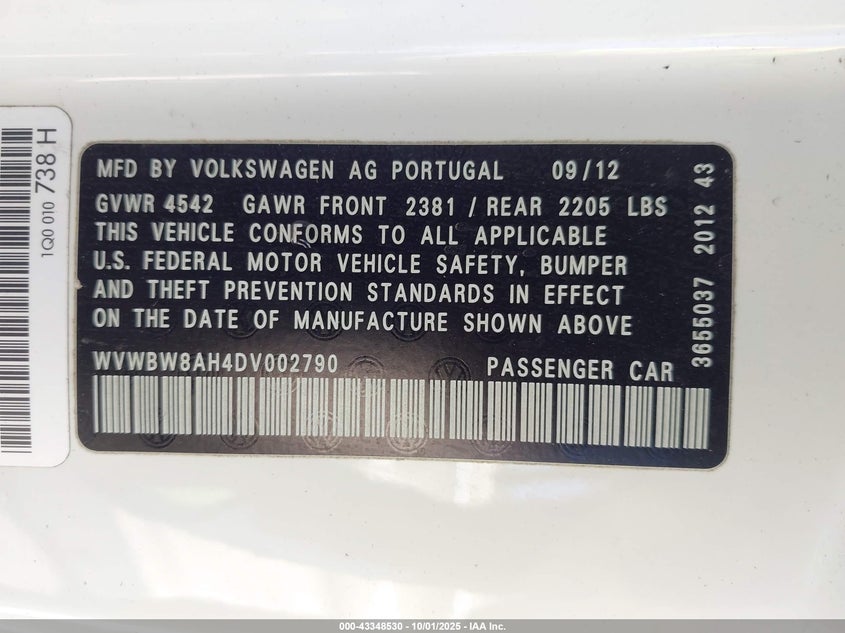 MFD BY VOLKSWAGEN AG PORTUGAL 09/12
GVWR 4542 GAWR FRONT 2381 / REAR 2205 LBS
THIS VEHICLE CONFORMS TO ALL APPLICABLE
U.S. FEDERAL MOTOR VEHICLE SAFETY, BUMPER
AND THEFT PREVENTION STANDARDS IN EFFECT
ON THE DATE OF MANUFACTURE SHOWN ABOVE
WVWBW8AH4DV002790 PASSENGER CAR
3655037 2012 43
1Q0 010 738 H
000-43348530 - 10/01/2025 - IAA Inc.